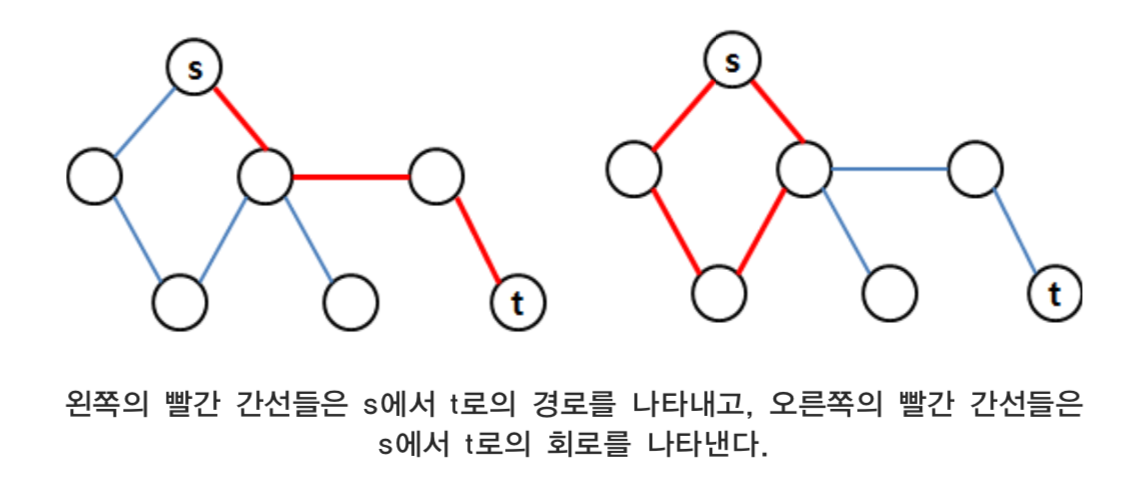 s
s
t
t
왼쪽의 빨간 간선들은 s에서 t로의 경로를 나타내고, 오른쪽의 빨간 간선들은
s에서 t로의 회로를 나타낸다.